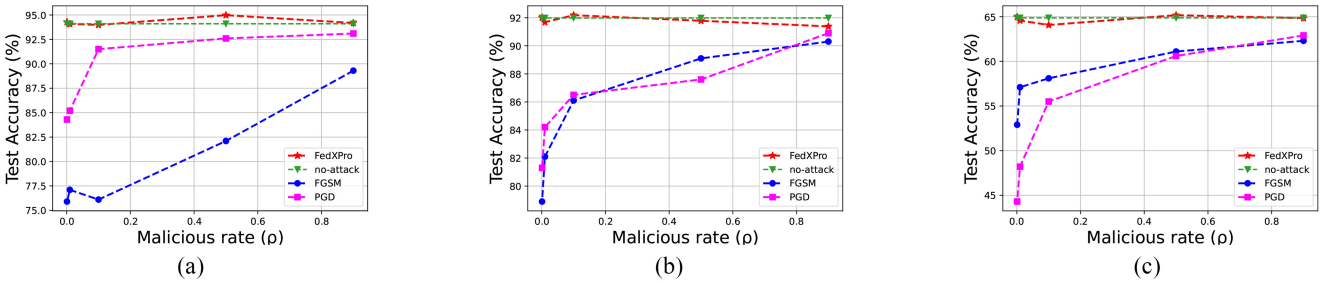 Test Accuracy (%)
95.0
92.5
90.0
87.5
85.0
82.5
80.0
77.5
75.0
0.0 0.2 0.4 0.6 0.8
Malicious rate (ρ)
FedXPro
no-attack
FGSM
PGD
(a)
Test Accuracy (%)
92
90
88
86
84
82
80
0.0 0.2 0.4 0.6 0.8
Malicious rate (ρ)
FedXPro
no-attack
FGSM
PGD
(b)
Test Accuracy (%)
65
60
55
50
45
0.0 0.2 0.4 0.6 0.8
Malicious rate (ρ)
FedXPro
no-attack
FGSM
PGD
(c)